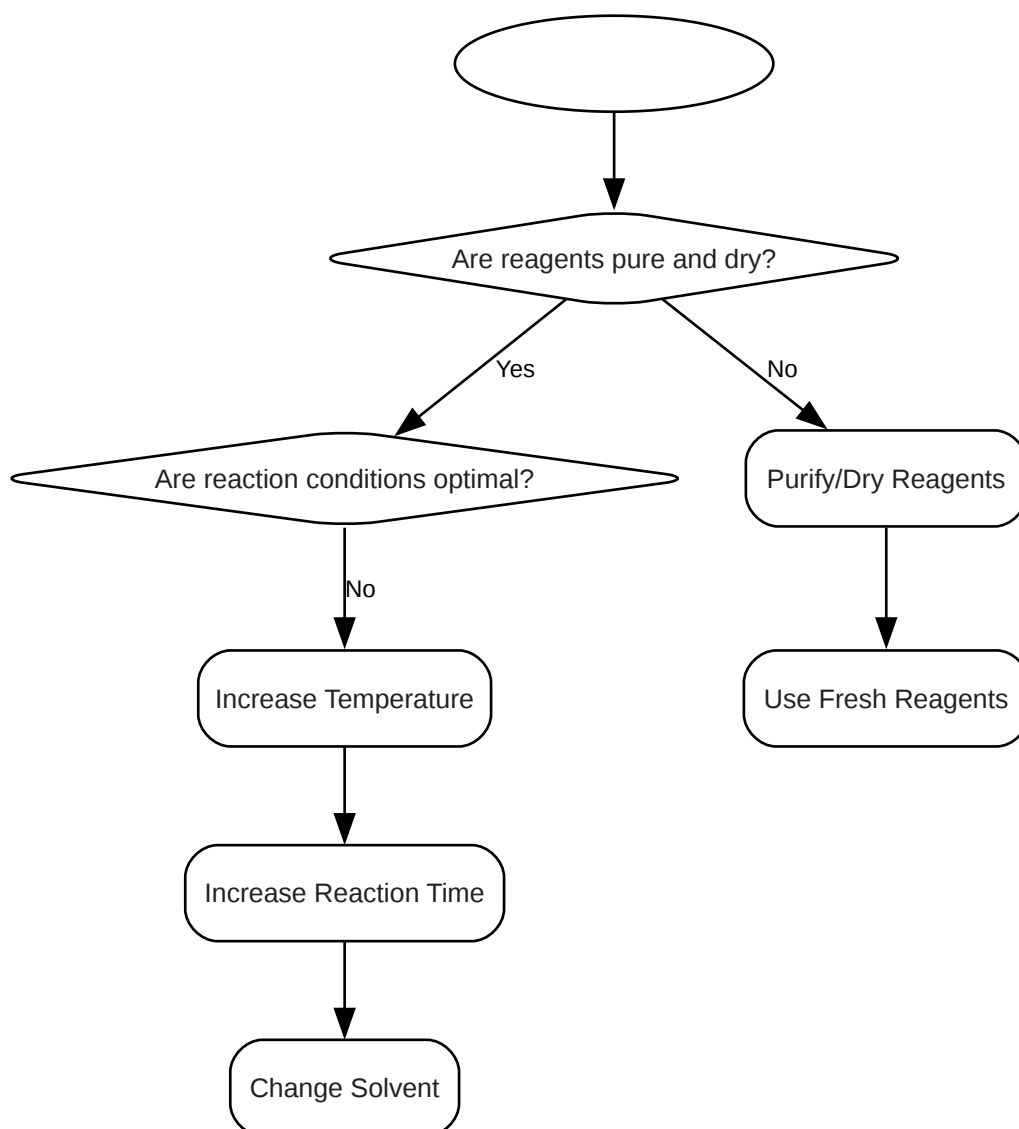 Are reagents pure and dry?
Yes
No
Are reaction conditions optimal?
Purify/Dry Reagents
No
Increase Temperature
Use Fresh Reagents
Increase Reaction Time
Change Solvent